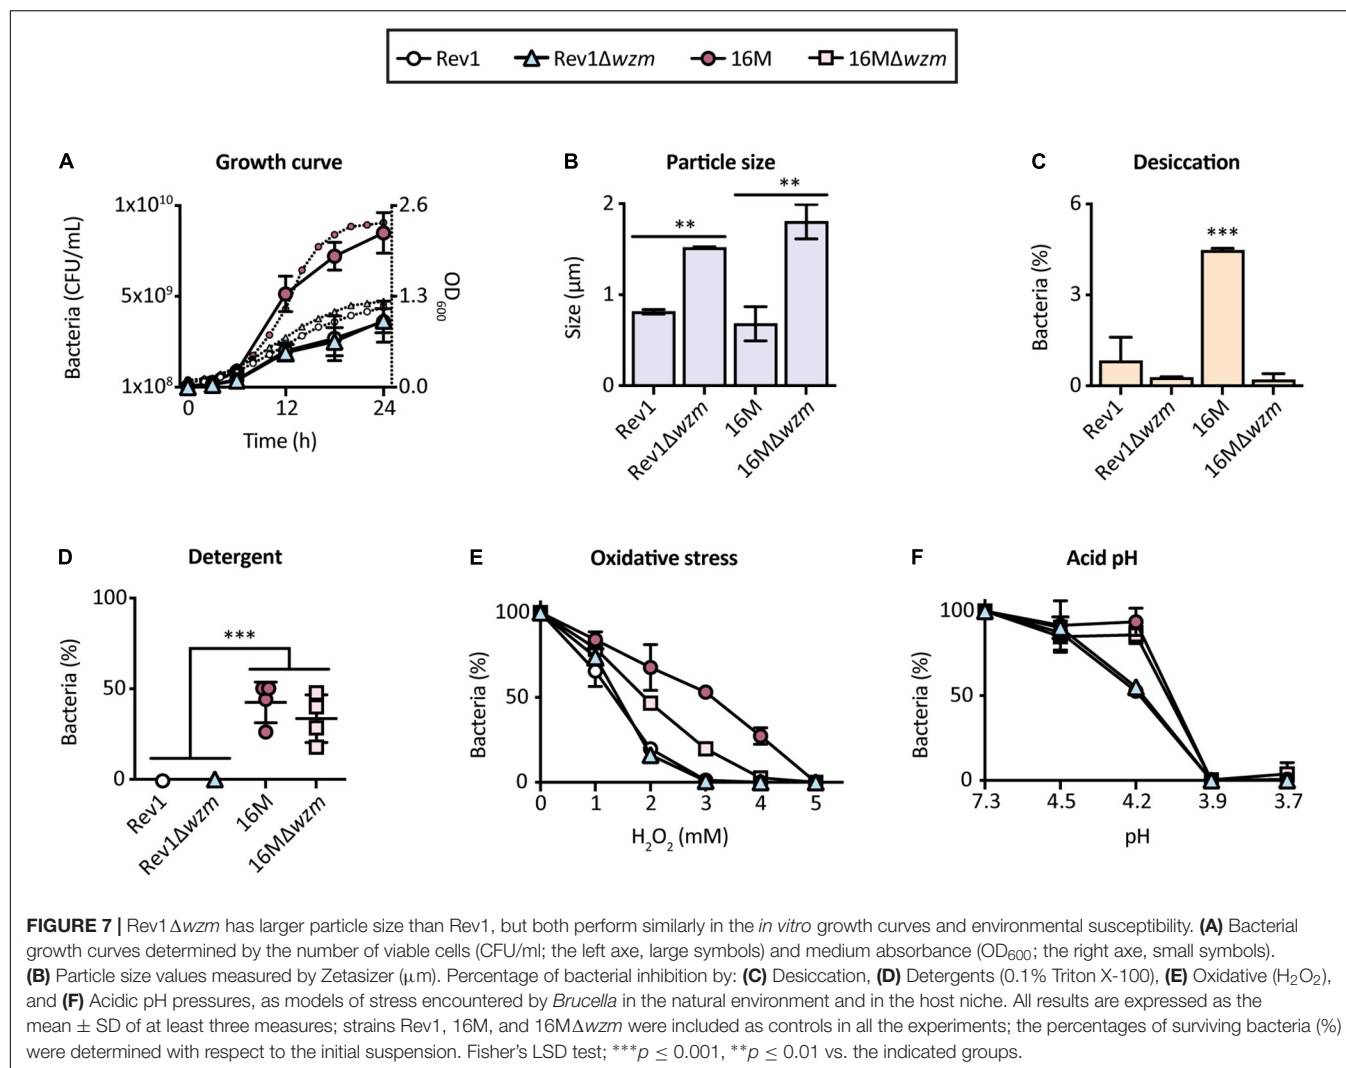 Rev1 Rev1Δwzm 16M 16MΔwzm
A Growth curve
1x10¹⁰
5x10⁹
1x10⁸
Bacteria (CFU/mL)
2.6
1.3
0.0
OD₆₀₀
0 12 24
Time (h)
B Particle size
**
**
2
1
0
Size (µm)
Rev1 Rev1Δwzm 16M 16MΔwzm
C Desiccation
***
6
3
0
Bacteria (%)
Rev1 Rev1Δwzm 16M 16MΔwzm
D Detergent
***
100
50
0
Bacteria (%)
Rev1 Rev1Δwzm 16M 16MΔwzm
E Oxidative stress
100
50
0
Bacteria (%)
0 1 2 3 4 5
H₂O₂ (mM)
F Acid pH
100
50
0
Bacteria (%)
7.3 4.5 4.2 3.9 3.7
pH
FIGURE 7 | Rev1Δwzm has larger particle size than Rev1, but both perform similarly in the in vitro growth curves and environmental susceptibility. (A) Bacterial
growth curves determined by the number of viable cells (CFU/ml; the left axe, large symbols) and medium absorbance (OD₆₀₀; the right axe, small symbols).
(B) Particle size values measured by Zetasizer (µm). Percentage of bacterial inhibition by: (C) Desiccation, (D) Detergents (0.1% Triton X-100), (E) Oxidative (H₂O₂),
and (F) Acidic pH pressures, as models of stress encountered by Brucella in the natural environment and in the host niche. All results are expressed as the
mean ± SD of at least three measures; strains Rev1, 16M, and 16MΔwzm were included as controls in all the experiments; the percentages of surviving bacteria (%)
were determined with respect to the initial suspension. Fisher's LSD test; ***p ≤ 0.001, **p ≤ 0.01 vs. the indicated groups.